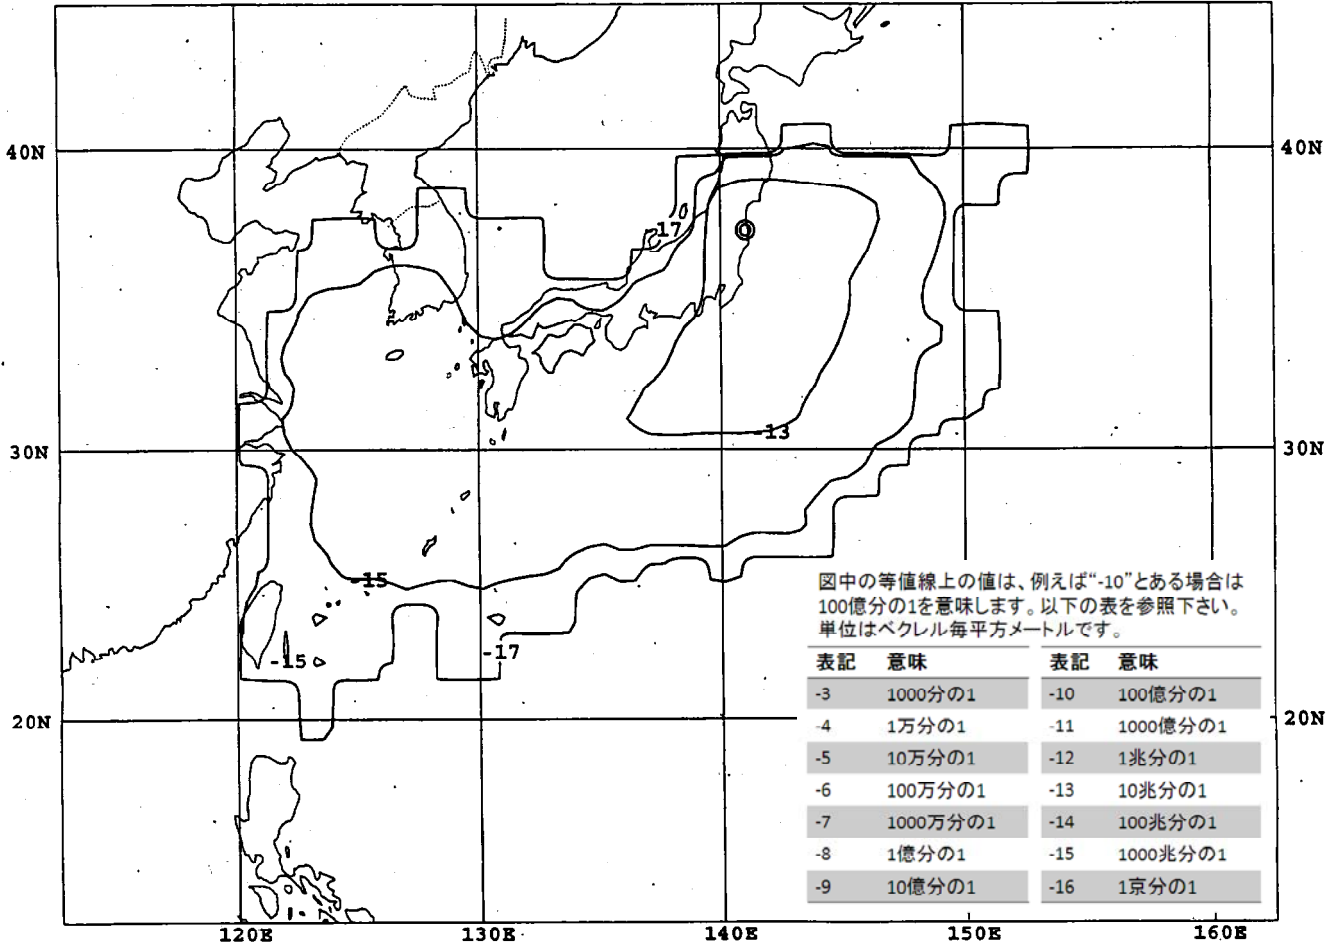 40N
40N
17
-13
30N
30N
-15
図中の等値線上の値は、例えば“-10”とある場合は
100億分の1を意味します。以下の表を参照下さい。
単位はベクレル毎平方メートルです。
-15
-17
表記 意味 表記 意味
-3 1000分の1 -10 100億分の1
20N
20N
-4 1万分の1 -11 1000億分の1
-5 10万分の1 -12 1兆分の1
-6 100万分の1 -13 10兆分の1
-7 1000万分の1 -14 100兆分の1
-8 1億分の1 -15 1000兆分の1
-9 10億分の1 -16 1京分の1
120E 130E 140E 150E 160E